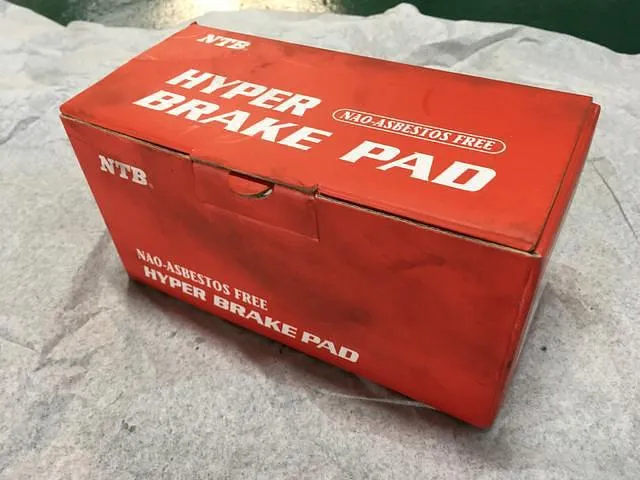 NTB
HYPER
BRAKE PAD
NAO-ASBESTOS FREE
NTB
NAO-ASBESTOS FREE
HYPER BRAKE PAD